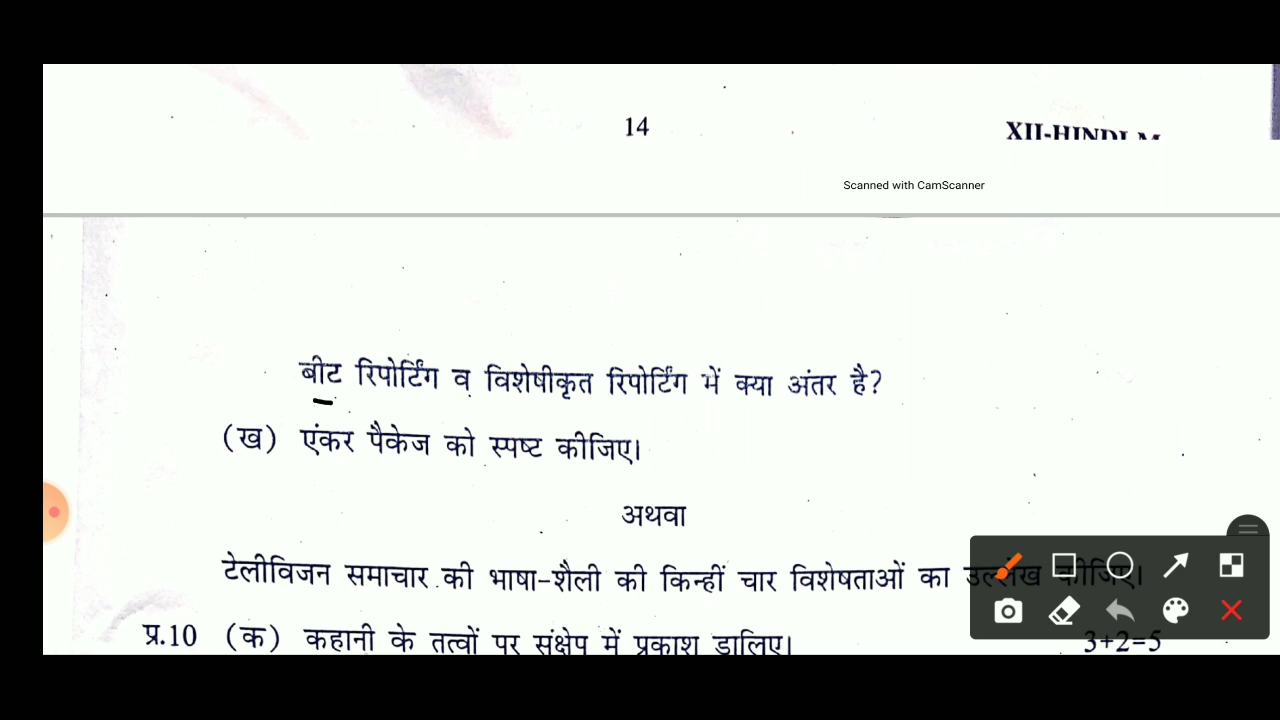 14
XII-HINDI
Scanned with CamScanner
बीट रिपोर्टिंग व विशेषीकृत रिपोर्टिंग में क्या अंतर है?
(ख) एंकर पैकेज को स्पष्ट कीजिए।
अथवा
टेलीविजन समाचार की भाषा-शैली की किन्हीं चार विशेषताओं का उल्लेख कीजिए।
प्र.10 (क) कहानी के तत्वों पर संक्षेप में प्रकाश डालिए। 3+2=5